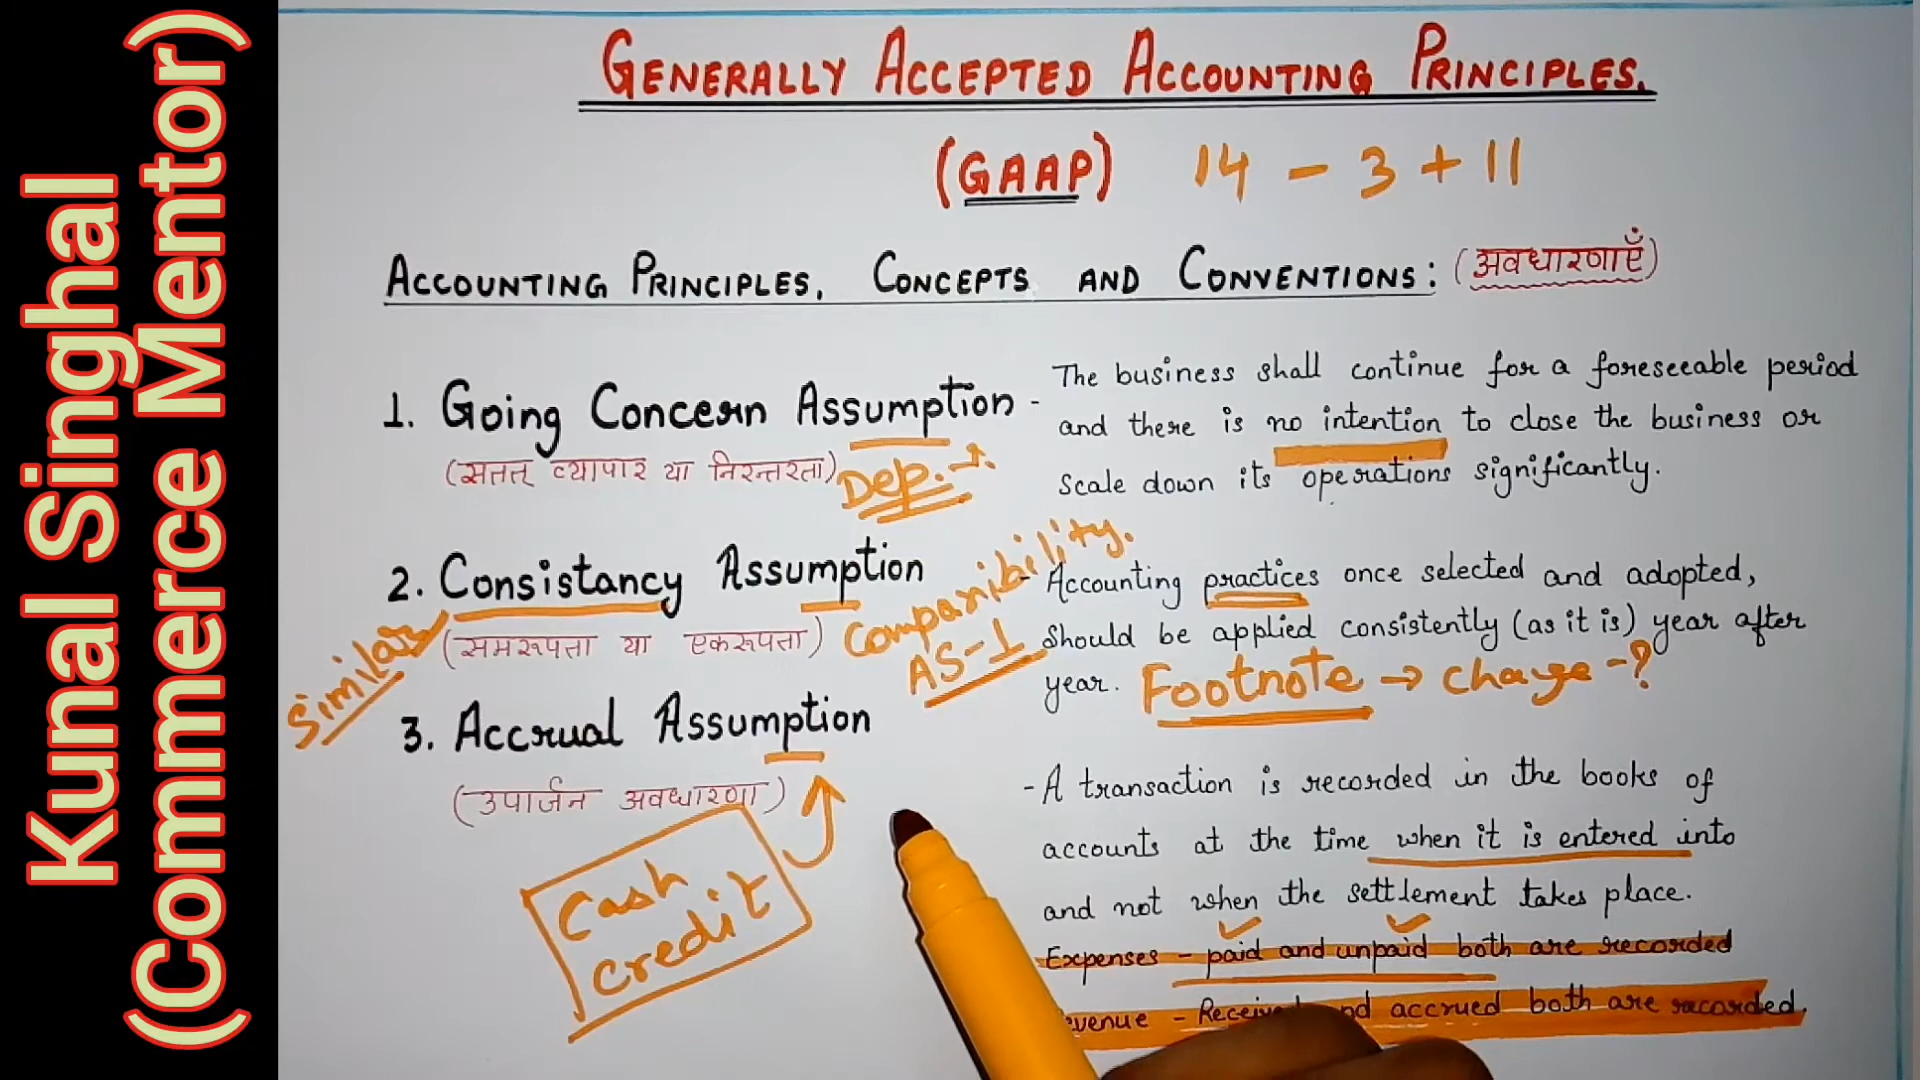 Kunal Singhal
(Commerce Mentor)
GENERALLY ACCEPTED ACCOUNTING PRINCIPLES.
(GAAP) 14 - 3 + 11
ACCOUNTING PRINCIPLES, CONCEPTS AND CONVENTIONS: (अवधारणाएँ)
1. Going Concern Assumption -
(सतत् व्यापार या निरन्तरता)
Dep.
The business shall continue for a foreseeable period
and there is no intention to close the business or
scale down its operations significantly.
2. Consistancy Assumption
(समरूपता या एकरूपता)
Similar
Comparibility.
AS-1
- Accounting practices once selected and adopted,
should be applied consistently (as it is) year after
year. Footnote → change - ?
3. Accrual Assumption
(उपार्जन अवधारणा)
Cash
credit
- A transaction is recorded in the books of
accounts at the time when it is entered into
and not when the settlement takes place.
Expenses - paid and unpaid both are recorded
evenue - Receiv nd accrued both are recorded.